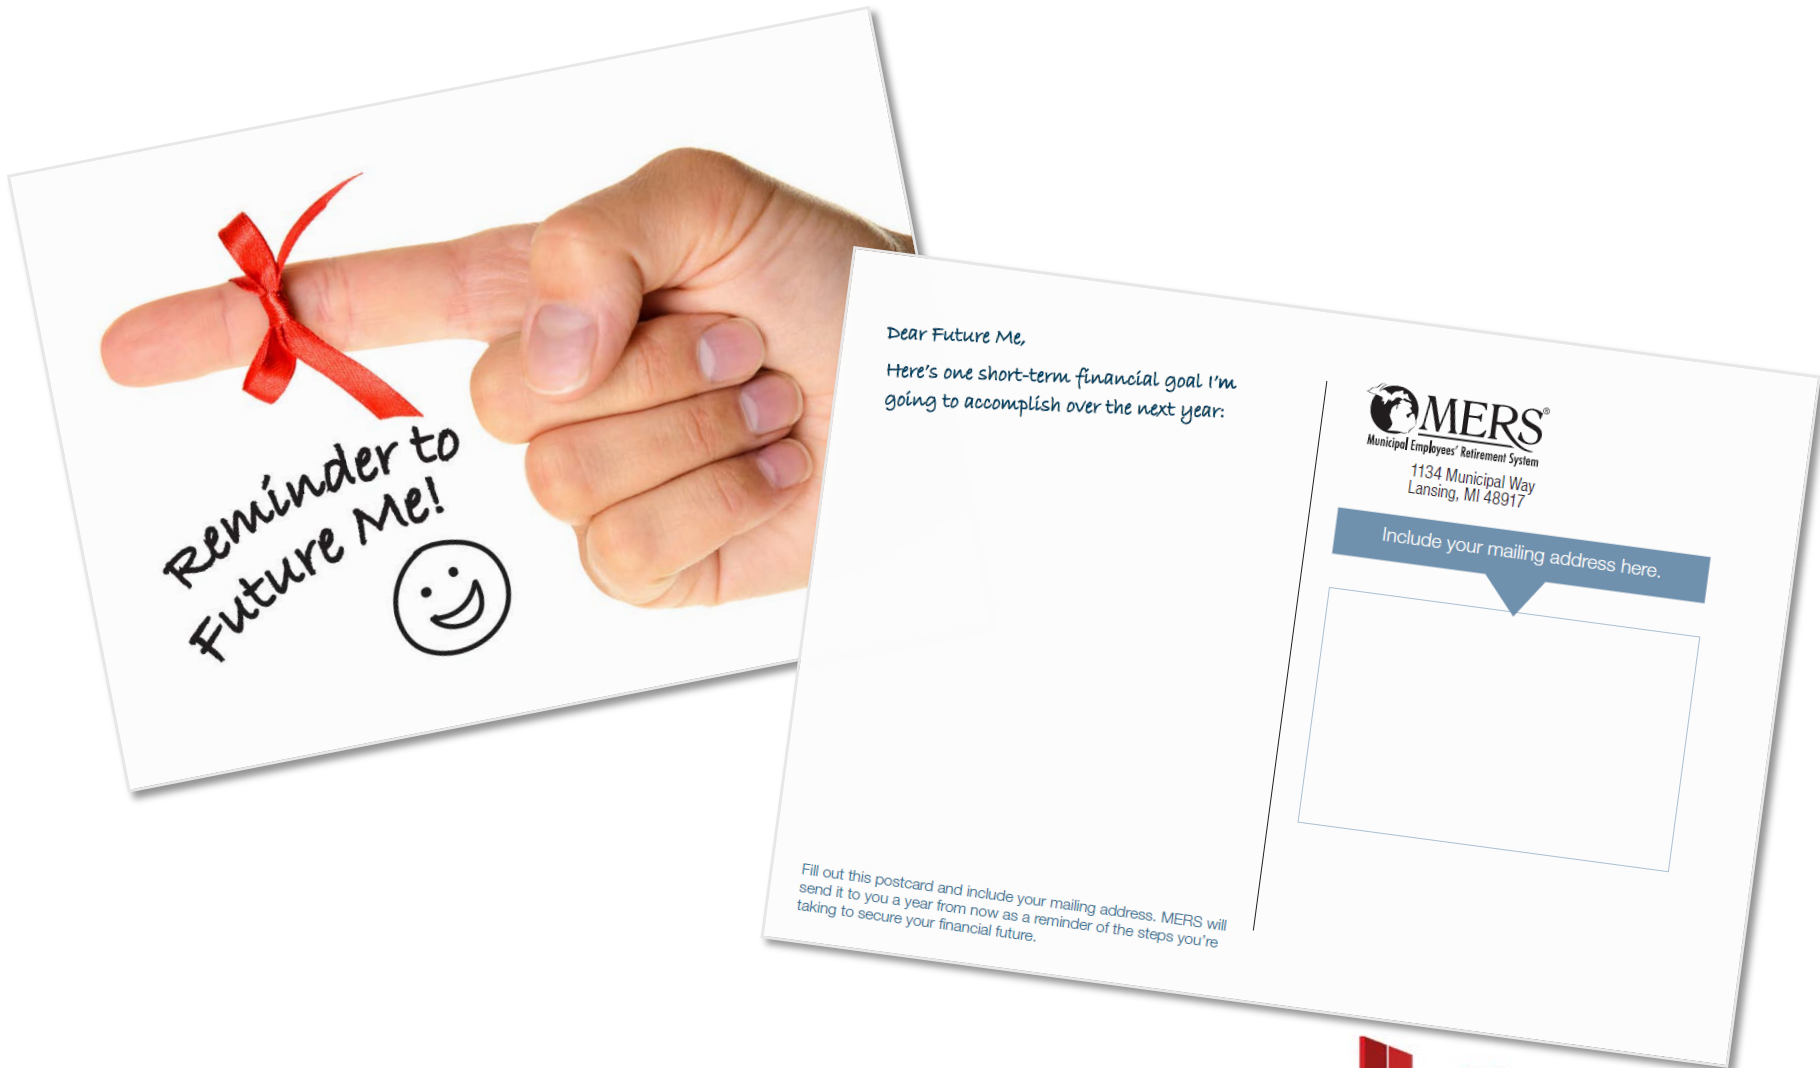 Reminder to
Future Me!
Dear Future Me,
Here's one short-term financial goal I'm
going to accomplish over the next year:
Fill out this postcard and include your mailing address. MERS will
send it to you a year from now as a reminder of the steps you're
taking to secure your financial future.
MERS®
Municipal Employees' Retirement System
1134 Municipal Way
Lansing, MI 48917
Include your mailing address here.